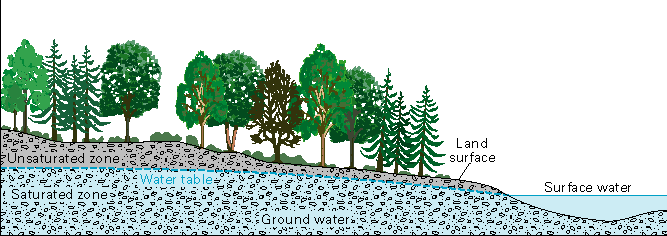 Land
surface
Unsaturated zone
Water table
Surface water
Saturated zone
Ground water